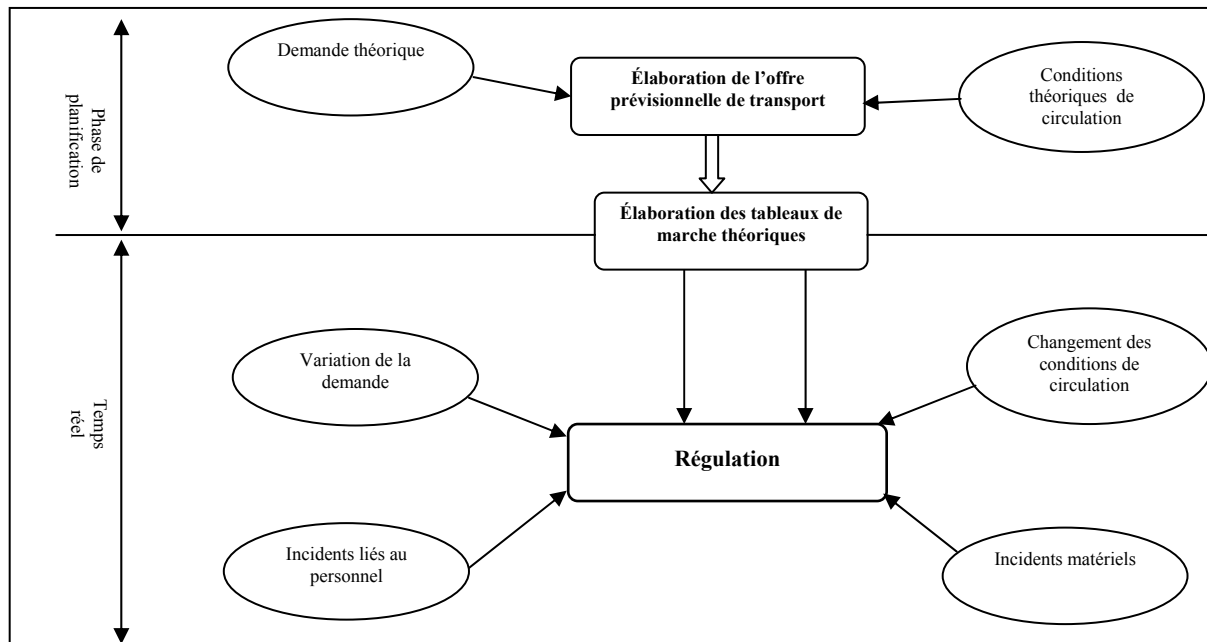 Demande théorique
Élaboration de l’offre
prévisionnelle de transport
Conditions
théoriques de
circulation
Phase de
planification
Élaboration des tableaux de
marche théoriques
Variation de la
demande
Changement des
conditions de
circulation
Temps
réel
Régulation
Incidents liés au
personnel
Incidents matériels